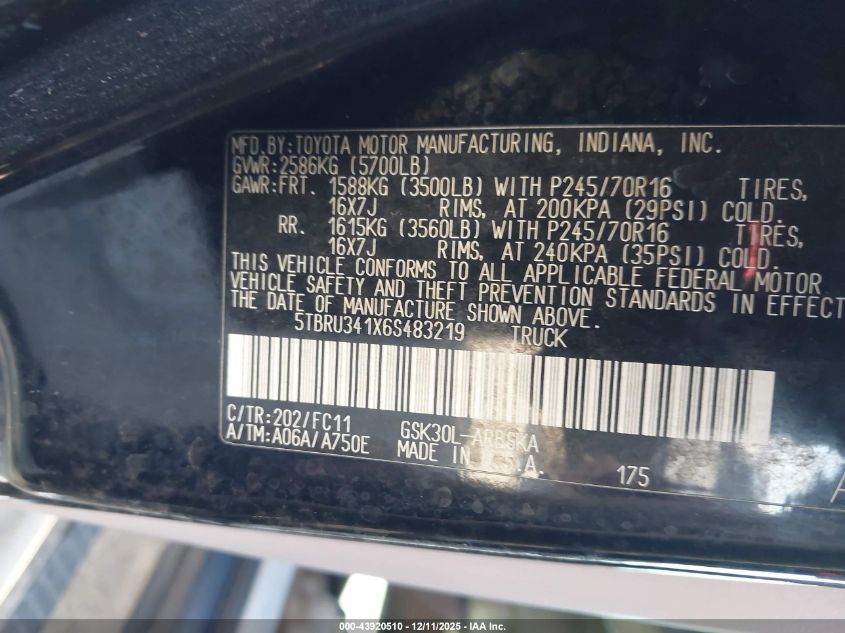 MFD.BY:TOYOTA MOTOR MANUFACTURING, INDIANA, INC.
GVWR:2586KG (5700LB)
GAWR:FRT. 1588KG (3500LB) WITH P245/70R16 TIRES,
16X7J RIMS, AT 200KPA (29PSI) COLD.
RR. 1615KG (3560LB) WITH P245/70R16 TIRES,
16X7J RIMS, AT 240KPA (35PSI) COLD.
THIS VEHICLE CONFORMS TO ALL APPLICABLE FEDERAL MOTOR
VEHICLE SAFETY AND THEFT PREVENTION STANDARDS IN EFFECT
THE DATE OF MANUFACTURE SHOWN ABOVE.
5TBRU341X6S483219 TRUCK
C/TR:202/FC11 GSK30L-ARBSKA
A/TM:A06A/A750E MADE IN U.S.A.
175
000-43920510 - 12/11/2025 - IAA Inc.